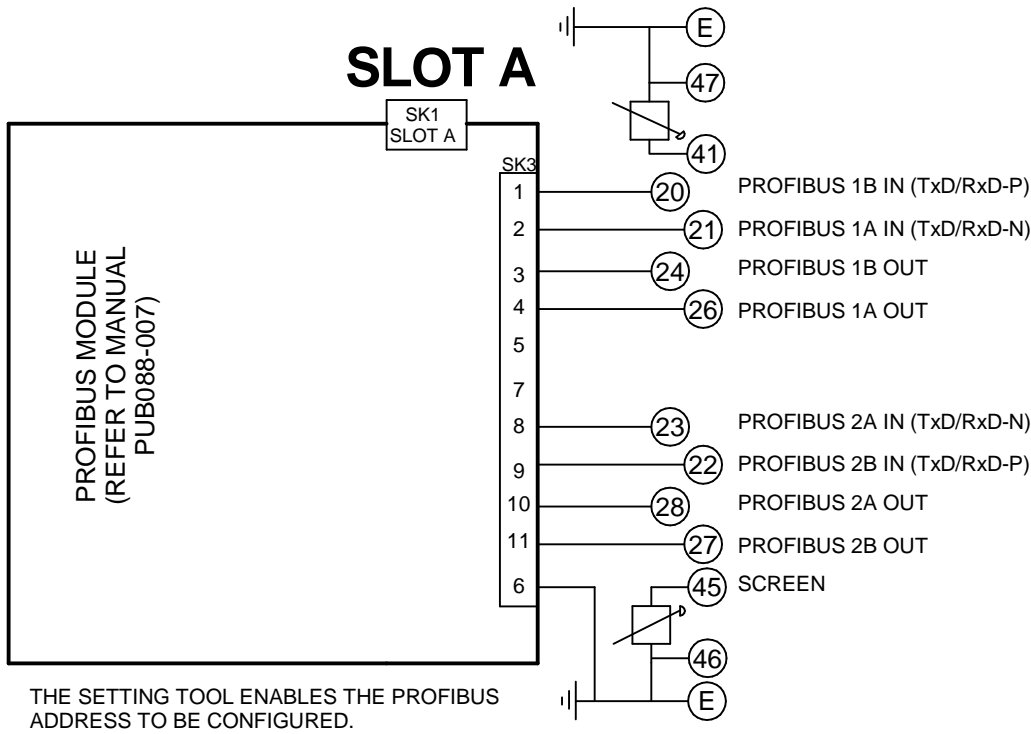 E
SLOT A
47
SK1
SLOT A
41
SK3
1
20
PROFIBUS 1B IN (TxD/RxD-P)
2
21
PROFIBUS 1A IN (TxD/RxD-N)
3
24
PROFIBUS 1B OUT
4
26
PROFIBUS 1A OUT
5
7
8
23
PROFIBUS 2A IN (TxD/RxD-N)
9
22
PROFIBUS 2B IN (TxD/RxD-P)
10
28
PROFIBUS 2A OUT
11
27
PROFIBUS 2B OUT
6
45
SCREEN
46
E
PROFIBUS MODULE
(REFER TO MANUAL
PUB088-007)
THE SETTING TOOL ENABLES THE PROFIBUS
ADDRESS TO BE CONFIGURED.